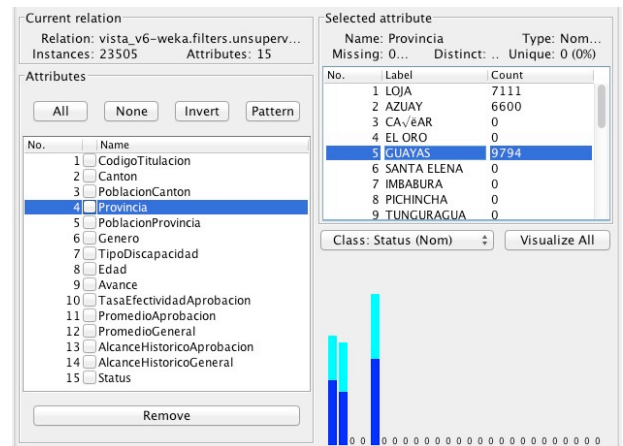 Current relation
Relation: vista_v6-weka.filters.unsuperv...
Instances: 23505 Attributes: 15
Attributes
All None Invert Pattern
No. Name
1 CodigoTitulacion
2 Canton
3 PoblacionCanton
4 Provincia
5 PoblacionProvincia
6 Genero
7 TipoDiscapacidad
8 Edad
9 Avance
10 TasaEfectividadAprobacion
11 PromedioAprobacion
12 PromedioGeneral
13 AlcanceHistoricoAprobacion
14 AlcanceHistoricoGeneral
15 Status
Remove
Selected attribute
Name: Provincia Type: Nom...
Missing: 0... Distinct: .. Unique: 0 (0%)
No. Label Count
1 LOJA 7111
2 AZUAY 6600
3 CA√ëAR 0
4 EL ORO 0
5 GUAYAS 9794
6 SANTA ELENA 0
7 IMBABURA 0
8 PICHINCHA 0
9 TUNGURAGUA 0
Class: Status (Nom) Visualize All
0 0 0 0 0 0 0 0 0 0 0 0 0 0 0 0 0 0 0 0 0 0